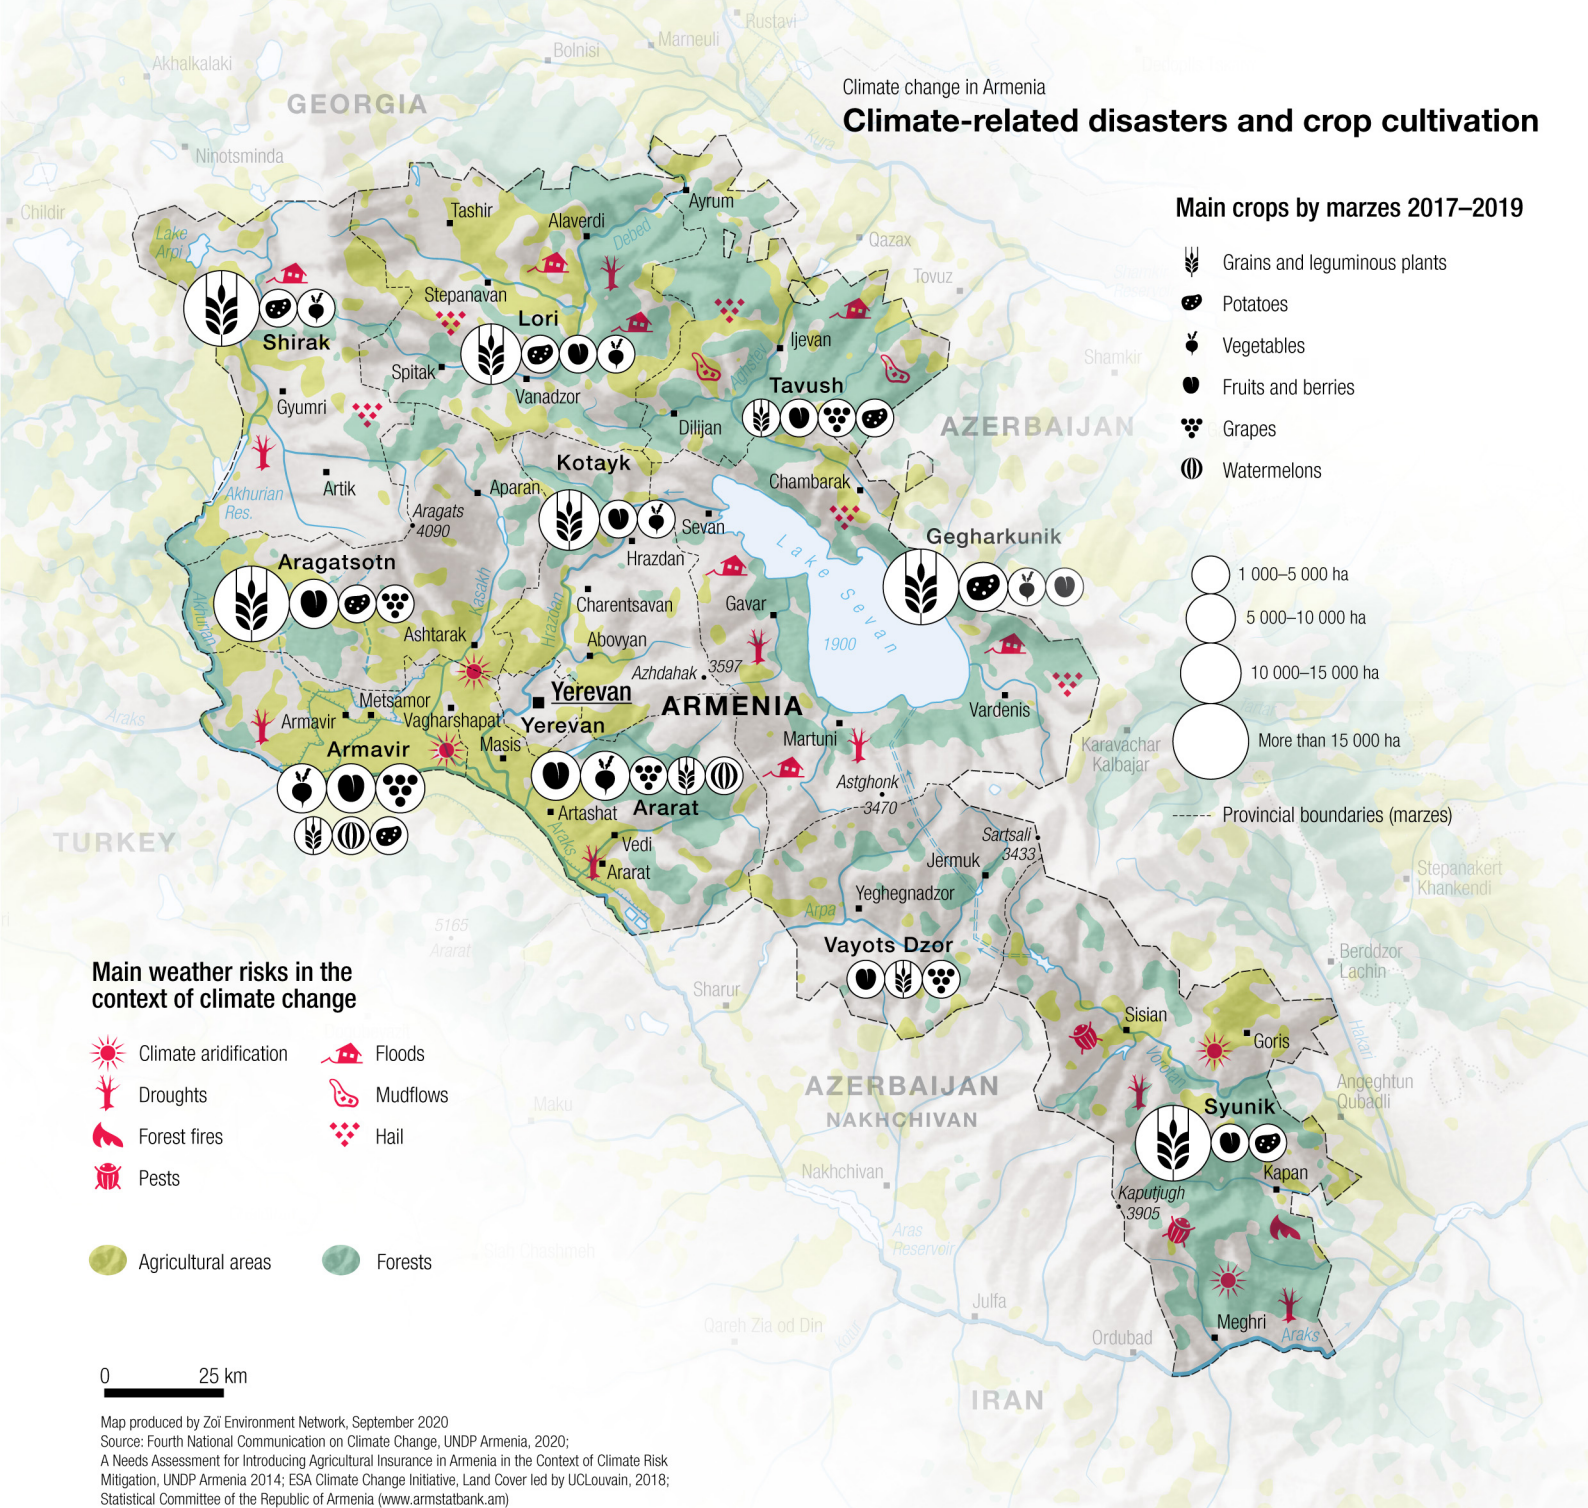 Climate change in Armenia
Climate-related disasters and crop cultivation
Main crops by marzes 2017–2019
Grains and leguminous plants
Potatoes
Vegetables
Fruits and berries
Grapes
Watermelons
1 000–5 000 ha
5 000–10 000 ha
10 000–15 000 ha
More than 15 000 ha
Provincial boundaries (marzes)
Rustavi
Marneuli
Bolnisi
Akhalkalaki
GEORGIA
Kura
Ninotsminda
Childir
Tashir
Alaverdi
Ayrum
Debed
Lake
Arpi
Qazax
Tovuz
Stepanavan
Lori
Shirak
Ijevan
Shamkir
Spitak
Aghstev
Vanadzor
Tavush
Gyumri
Dilijan
AZERBAIJAN
Kotayk
Chambarak
Artik
Aparan
Akhurian
Res.
Aragats
4090
Sevan
Gegharkunik
Hrazdan
Aragatsotn
Lake Sevan
Kasakh
Charentsavan
Gavar
Akhurian
Hrazdan
Ashtarak
Abovyan
1900
Azhdahak
3597
Yerevan
ARMENIA
Metsamor
Araks
Armavir
Vagharshapat
Yerevan
Vardenis
Armavir
Masis
Martuni
Karavachar
Kalbajar
Astghonk
3470
Ararat
Artashat
TURKEY
Araks
Vedi
Sartsali
3433
Ararat
Jermuk
Stepanakert
Khankendi
Yeghegnadzor
Arpa
5165
Ararat
Vayots Dzor
Berdzor
Lachin
Sharur
Sisian
Goris
Hakari
Vorotan
AZERBAIJAN
NAKHCHIVAN
Angeghtun
Qubadli
Maku
Syunik
Nakhchivan
Kapan
Kaputjugh
3905
Aras
Reservoir
Julfa
Meghri
Araks
Qareh Zia od Din
Ordubad
IRAN
Main weather risks in the
context of climate change
Climate aridification
Floods
Droughts
Mudflows
Forest fires
Hail
Pests
Agricultural areas
Forests
0 25 km
Map produced by Zoï Environment Network, September 2020
Source: Fourth National Communication on Climate Change, UNDP Armenia, 2020;
A Needs Assessment for Introducing Agricultural Insurance in Armenia in the Context of Climate Risk
Mitigation, UNDP Armenia 2014; ESA Climate Change Initiative, Land Cover led by UCLouvain, 2018;
Statistical Committee of the Republic of Armenia (www.armstatbank.am)